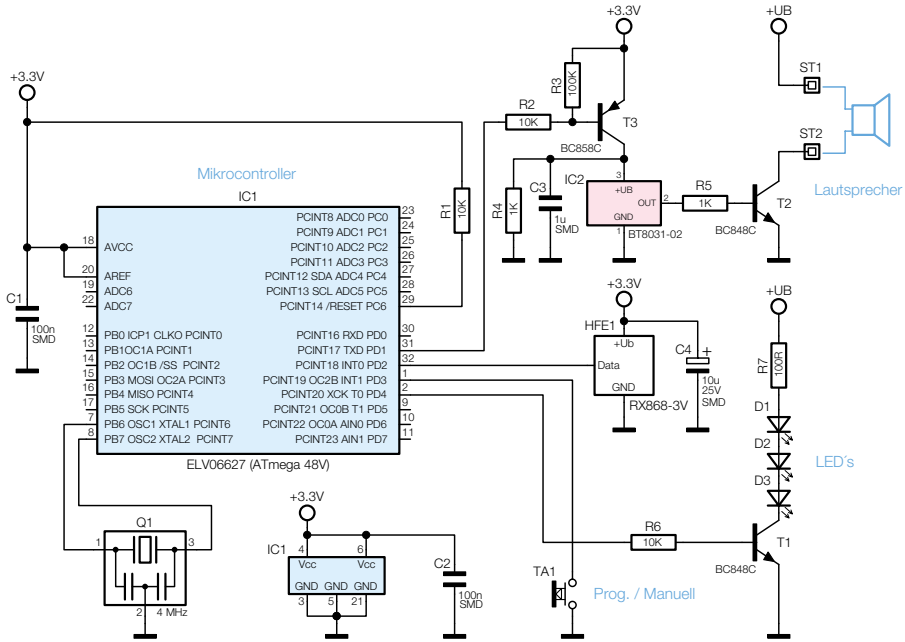 +3.3V
+UB
+3.3V
ST1
R3
100K
R2
10K
T3
BC858C
ST2
Mikrocontroller
IC1
R1
10K
R4
1K
C3
1u
SMD
IC2
3
+UB
OUT
2
GND
1
BT8031-02
R5
1K
T2
BC848C
Lautsprecher
18 AVCC
20 AREF
19 ADC6
22 ADC7
12 PB0 ICP1 CLKO PCINT0
13 PB1OC1A PCINT1
14 PB2 OC1B /SS PCINT2
15 PB3 MOSI OC2A PCINT3
16 PB4 MISO PCINT4
17 PB5 SCK PCINT5
7 PB6 OSC1 XTAL1 PCINT6
8 PB7 OSC2 XTAL2 PCINT7
PCINT8 ADC0 PC0 23
PCINT9 ADC1 PC1 24
PCINT10 ADC2 PC2 25
PCINT11 ADC3 PC3 26
PCINT12 SDA ADC4 PC4 27
PCINT13 SCL ADC5 PC5 28
PCINT14 /RESET PC6 29
PCINT16 RXD PD0 30
PCINT17 TXD PD1 31
PCINT18 INT0 PD2 32
PCINT19 OC2B INT1 PD3 1
PCINT20 XCK T0 PD4 2
PCINT21 OC0B T1 PD5 9
PCINT22 OC0A AIN0 PD6 10
PCINT23 AIN1 PD7 11
ELV06627 (ATmega 48V)
C1
100n
SMD
+3.3V
HFE1
+Ub
Data
GND
RX868-3V
C4
+
10u
25V
SMD
+UB
R7
100R
D1
D2
D3
LED´s
R6
10K
T1
BC848C
Q1
1
3
2
4 MHz
+3.3V
IC1
4
6
Vcc
Vcc
GND GND GND
3
5
21
C2
100n
SMD
TA1
Prog. / Manuell